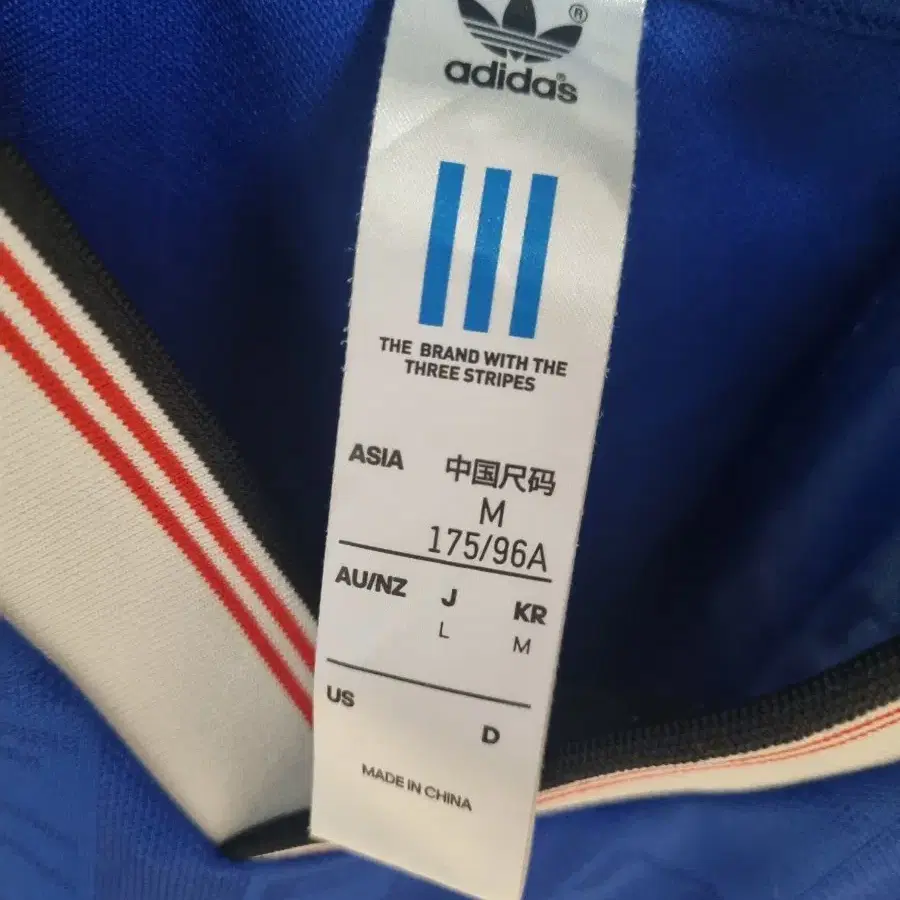 ®
adidas®
THE BRAND WITH THE
THREE STRIPES
ASIA 中国尺码
M
175/96A
AU/NZ J KR
L M
US D
MADE IN CHINA